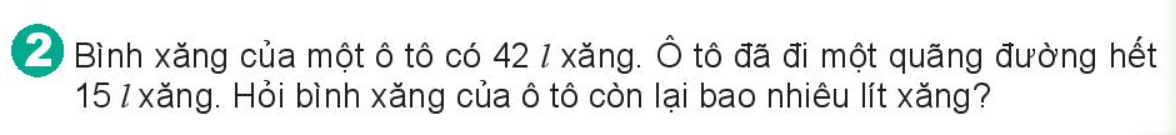 2 Bình xăng của một ô tô có 42 l xăng. Ô tô đã đi một quãng đường hết
15 l xăng. Hỏi bình xăng của ô tô còn lại bao nhiêu lít xăng?